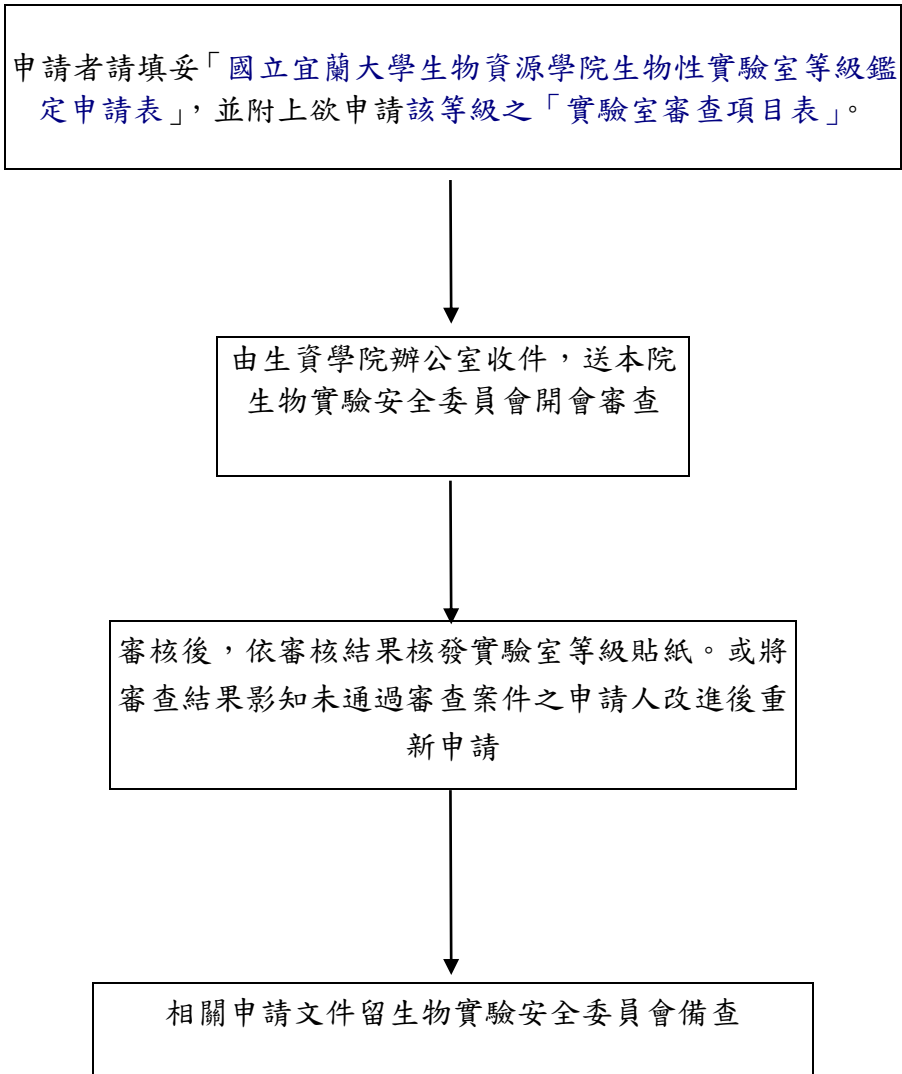 申請者請填妥「國立宜蘭大學生物資源學院生物性實驗室等級鑑
定申請表」，並附上欲申請該等級之「實驗室審查項目表」。
由生資學院辦公室收件，送本院
生物實驗安全委員會開會審查
審核後，依審核結果核發實驗室等級貼紙。或將
審查結果影知未通過審查案件之申請人改進後重
新申請
相關申請文件留生物實驗安全委員會備查